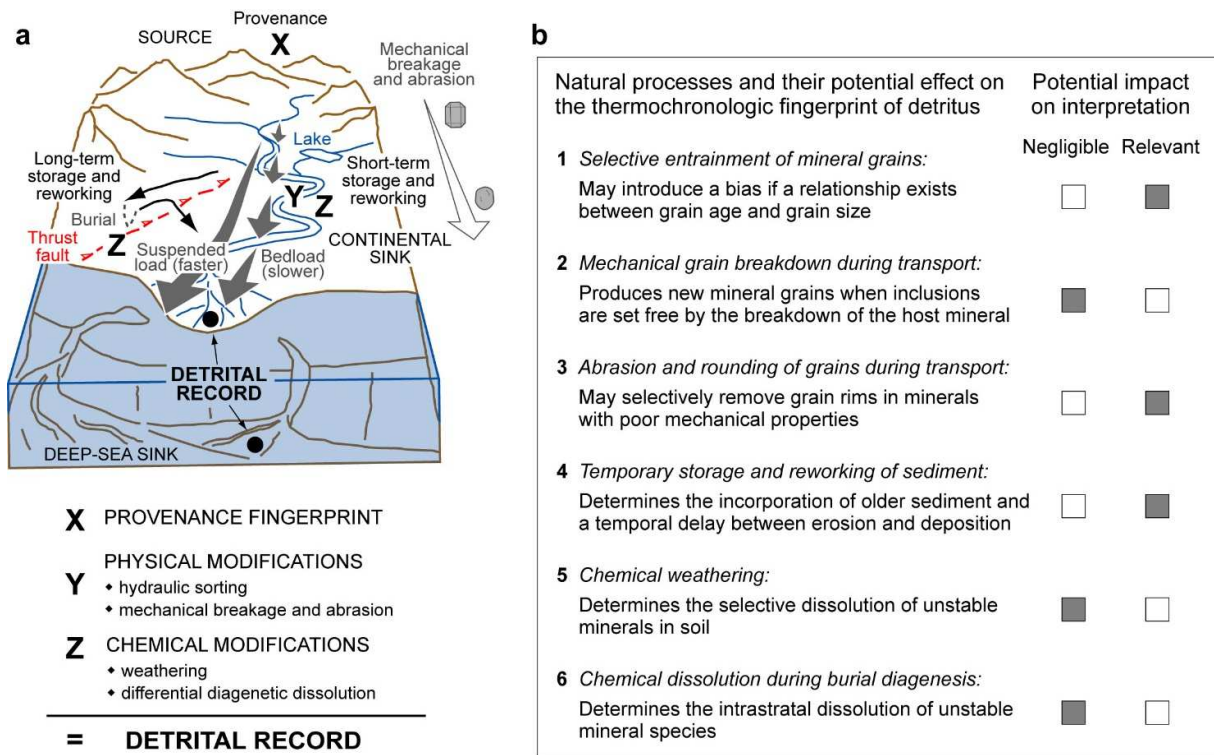 a
Provenance
X
SOURCE
Mechanical
breakage
and abrasion
Lake
Long-term
storage and
reworking
Short-term
storage and
reworking
Y
Z
Burial
Z
Thrust
fault
Suspended
load (faster)
Bedload
(slower)
CONTINENTAL
SINK
DETRITAL
RECORD
DEEP-SEA SINK
X PROVENANCE FINGERPRINT
PHYSICAL MODIFICATIONS
Y
◆ hydraulic sorting
◆ mechanical breakage and abrasion
Z CHEMICAL MODIFICATIONS
◆ weathering
◆ differential diagenetic dissolution
= DETRITAL RECORD
b
Natural processes and their potential effect on
the thermochronologic fingerprint of detritus
Potential impact
on interpretation
Negligible Relevant
1 Selective entrainment of mineral grains:
May introduce a bias if a relationship exists
between grain age and grain size
2 Mechanical grain breakdown during transport:
Produces new mineral grains when inclusions
are set free by the breakdown of the host mineral
3 Abrasion and rounding of grains during transport:
May selectively remove grain rims in minerals
with poor mechanical properties
4 Temporary storage and reworking of sediment:
Determines the incorporation of older sediment and
a temporal delay between erosion and deposition
5 Chemical weathering:
Determines the selective dissolution of unstable
minerals in soil
6 Chemical dissolution during burial diagenesis:
Determines the intrastratal dissolution of unstable
mineral species